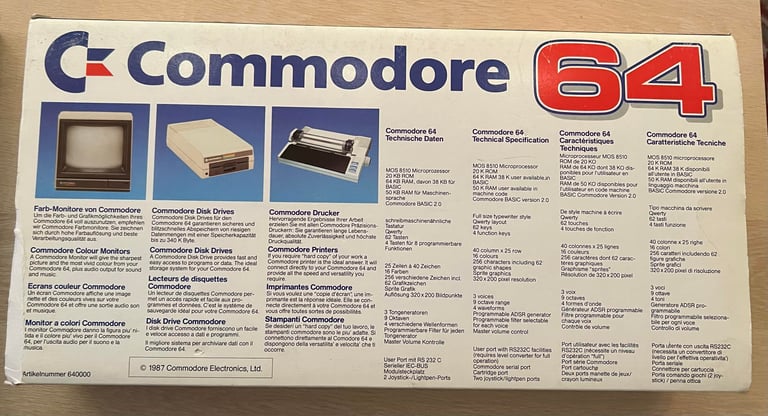 Commodore 64
Farb-Monitore von Commodore
Um die Farb- und Grafikmöglichkeiten Ihres
Commodore 64 voll auszunutzen, empfehlen
wir Commodore Farbmonitore. Sie zeichnen
sich durch hohe Farbauflösung und beste
Verarbeitungsqualität aus.
Commodore Colour Monitors
A Commodore Monitor will give the sharpest
picture and the most vivid colour from your
Commodore 64, plus audio output for sound
and music.
Ecrans couleur Commodore
Un écran Commodore affiche une image
nette et des couleurs vives sur votre
Commodore 64 et offre une sortie audio son
et musique.
Monitor a colori Commodore
I monitor Commodore danno la figura piu' ni-
tida e il colore piu' vivo per il Commodore
64, per l'uscita audio per il suono e la
musica.
Artikelnummer 640000
Commodore Disk Drives
Commodore Disk Drives für den
Commodore 64 garantieren sicheres und
blitzschnelles Abspeichern von riesigen
Datenmengen mit einer Speicherkapazität
bis zu 340 K Byte.
Commodore Disk Drives
A Commodore Disk Drive provides fast and
easy access to programs or data. The ideal
storage system for your Commodore 64.
Lecteurs de disquettes
Commodore
Un lecteur de disquettes Commodore per-
met un accès rapide et facile aux pro-
grammes et données. C'est le système de
sauvegarde idéal pour votre Commodore 64.
Disk Drive Commodore
I disk drive Commodore forniscono un facile
e veloce accesso a dati e programmi.
Il migliore sistema per archiviare dati con il
Commodore 64.
© 1987 Commodore Electronics, Ltd.
Commodore Drucker
Hervorragende Ergebnisse Ihrer Arbeit
erzielen Sie mit allen Commodore Präzisions-
Druckern: Sie garantieren lange Lebens-
dauer, absolute Zuverlässigkeit und höchste
Druckqualität.
Commodore Printers
If you require "hard copy" of your work a
Commodore printer is the ideal answer. It will
connect directly to your Commodore 64 and
provide all the speed and versatility you
require.
Imprimantes Commodore
Si vous voulez une "copie d'écran", une im-
primante est la réponse idéale. Elle se con-
necte directement à votre Commodore 64 et
vous offre toutes sortes de possibilités.
Stampanti Commodore
Se desideri un "hard copy" del tuo lavoro, le
stampanti commodore sono le piu' adatte. Si
connettono direttamente al Comodore 64 e
dispongono della versatilita' e velocita' che ti
occorre.
Commodore 64
Technische Daten
MOS 8510 Microprozessor
20 KB ROM
64 KB RAM, davon 38 KB für
BASIC
50 KB RAM für Maschinen-
sprache
Commodore BASIC 2.0
schreibmaschinenähnliche
Tastatur
Qwerty
62 Tasten
4 Tasten für 8 programmierbare
Funktionen
25 Zeilen à 40 Zeichen
16 Farben
256 verschiedene Zeichen incl.
62 Grafikzeichen
Sprite Grafik
Auflösung 320 x 200 Bildpunkte
3 Tongeneratoren
9 Oktaven
4 verschiedene Wellenformen
Programmierbare Filter für jeden
Tongenerator
Master Volume Kontrolle
User Port mit RS 232 C
Serieller IEC-BUS
Modulsteckplatz
2 Joystick-/Lightpen-Ports
Commodore 64
Technical Specification
MOS 8510 Microprocessor
20 K ROM
64 K RAM 38 K user available in
BASIC
50 K RAM user available in
machine code
Commodore BASIC 2.0
Full size typewriter style
Qwerty layout
62 keys
4 function keys
40 column x 25 row
16 colours
256 characters including 62
graphic shapes
Sprite graphics
320 x 200 pixel resolution
3 voices
9 octave range
4 waveforms
Programmable ADSR generator
Programmable filter selectable
for each voice
Master volume control
User port with RS232 facilities
(requires level converter for full
operation)
Commodore serial port
Cartridge port
Two joystick/lightpen ports
Commodore 64
Caractéristiques
Techniques
Microprocesseur MOS 8510
ROM de 20 KO
RAM de 64 KO dont 38 KO dis-
ponibles pour l'utilisateur en
BASIC
RAM de 50 KO disponibles pour
l'utilisateur en code machine
BASIC Commodore Version 2.0
De style machine à écrire
Qwerty
62 touches
4 touches de fonction
40 colonnes x 25 lignes
16 couleurs
256 caractères dont 62 carac-
tères graphiques
Graphisme "sprites"
Résolution de 320 x 200 pixel
3 voix
9 octaves
4 formes d'onde
Générateur ADSR programmable
Filtre programmable pour
chaque voix
Contrôle de volume
Port utilisateur avec les facilités
RS232C (nécessite un niveau
d'opération "full")
Port série Commodore
Port cartouche
Deux ports manette de jeux/
crayon lumineux
Commodore 64
Caratteristiche Tecniche
MOS 8510 microprocessore
20 K ROM
64 K RAM 38 K disponibili
all'utente in BASIC
50 K RAM disponibili all'utente in
linguaggio macchina
BASIC Commodore version 2.0
Tipo macchina da scrivere
Qwerty
62 tasti
4 tasti funzione
40 colonne x 25 righe
16 colori
256 caratteri includendo 62
figure grafiche
Sprite grafici
320 x 200 pixel di risoluzione
3 voci
9 ottave
4 toni
Generatore ADSR pro-
grammabile
Filtro programmabile seleziona-
bile per ogni voce
Controllo di volume
Porta utente con uscita RS232C
(necessita un convertitore di
livello per l'effettiva operativita')
Porta seriale
Connettore per cartuccia
Porta comando giochi (2 joy-
stick) / penna ottica